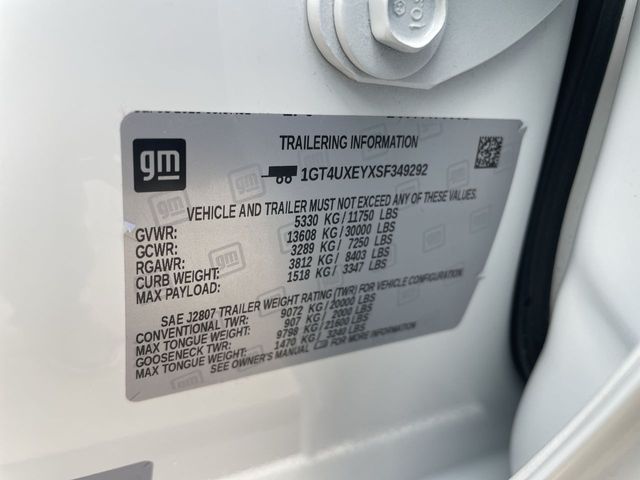 10.9
gm
TRAILERING INFORMATION
1GT4UXEYXSF349292
VEHICLE AND TRAILER MUST NOT EXCEED ANY OF THESE VALUES.
GVWR: 5330 KG/11750 LBS
GCWR: 13608 KG/30000 LBS
RGAWR: 3289 KG/ 7250 LBS
CURB WEIGHT: 3812 KG/ 8403 LBS
MAX PAYLOAD: 1518 KG/ 3347 LBS
SAE J2807 TRAILER WEIGHT RATING (TWR) FOR VEHICLE CONFIGURATION.
CONVENTIONAL TWR: 9072 KG/20000 LBS
MAX TONGUE WEIGHT: 907 KG/ 2000 LBS
GOOSENECK TWR: 9798 KG/21600 LBS
MAX TONGUE WEIGHT: 1470 KG/ 3240 LBS
SEE OWNER'S MANUAL FOR MORE INFORMATION